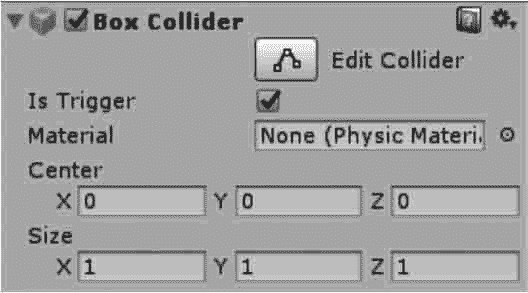 Box Collider
Edit Collider
Is Trigger
Material None (Physic Materi
Center
X 0 Y 0 Z 0
Size
X 1 Y 1 Z 1